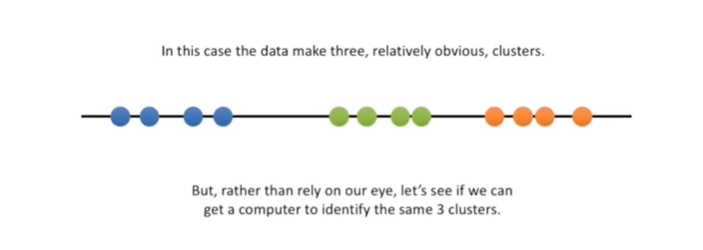 In this case the data make three, relatively obvious, clusters.
But, rather than rely on our eye, let’s see if we can
get a computer to identify the same 3 clusters.